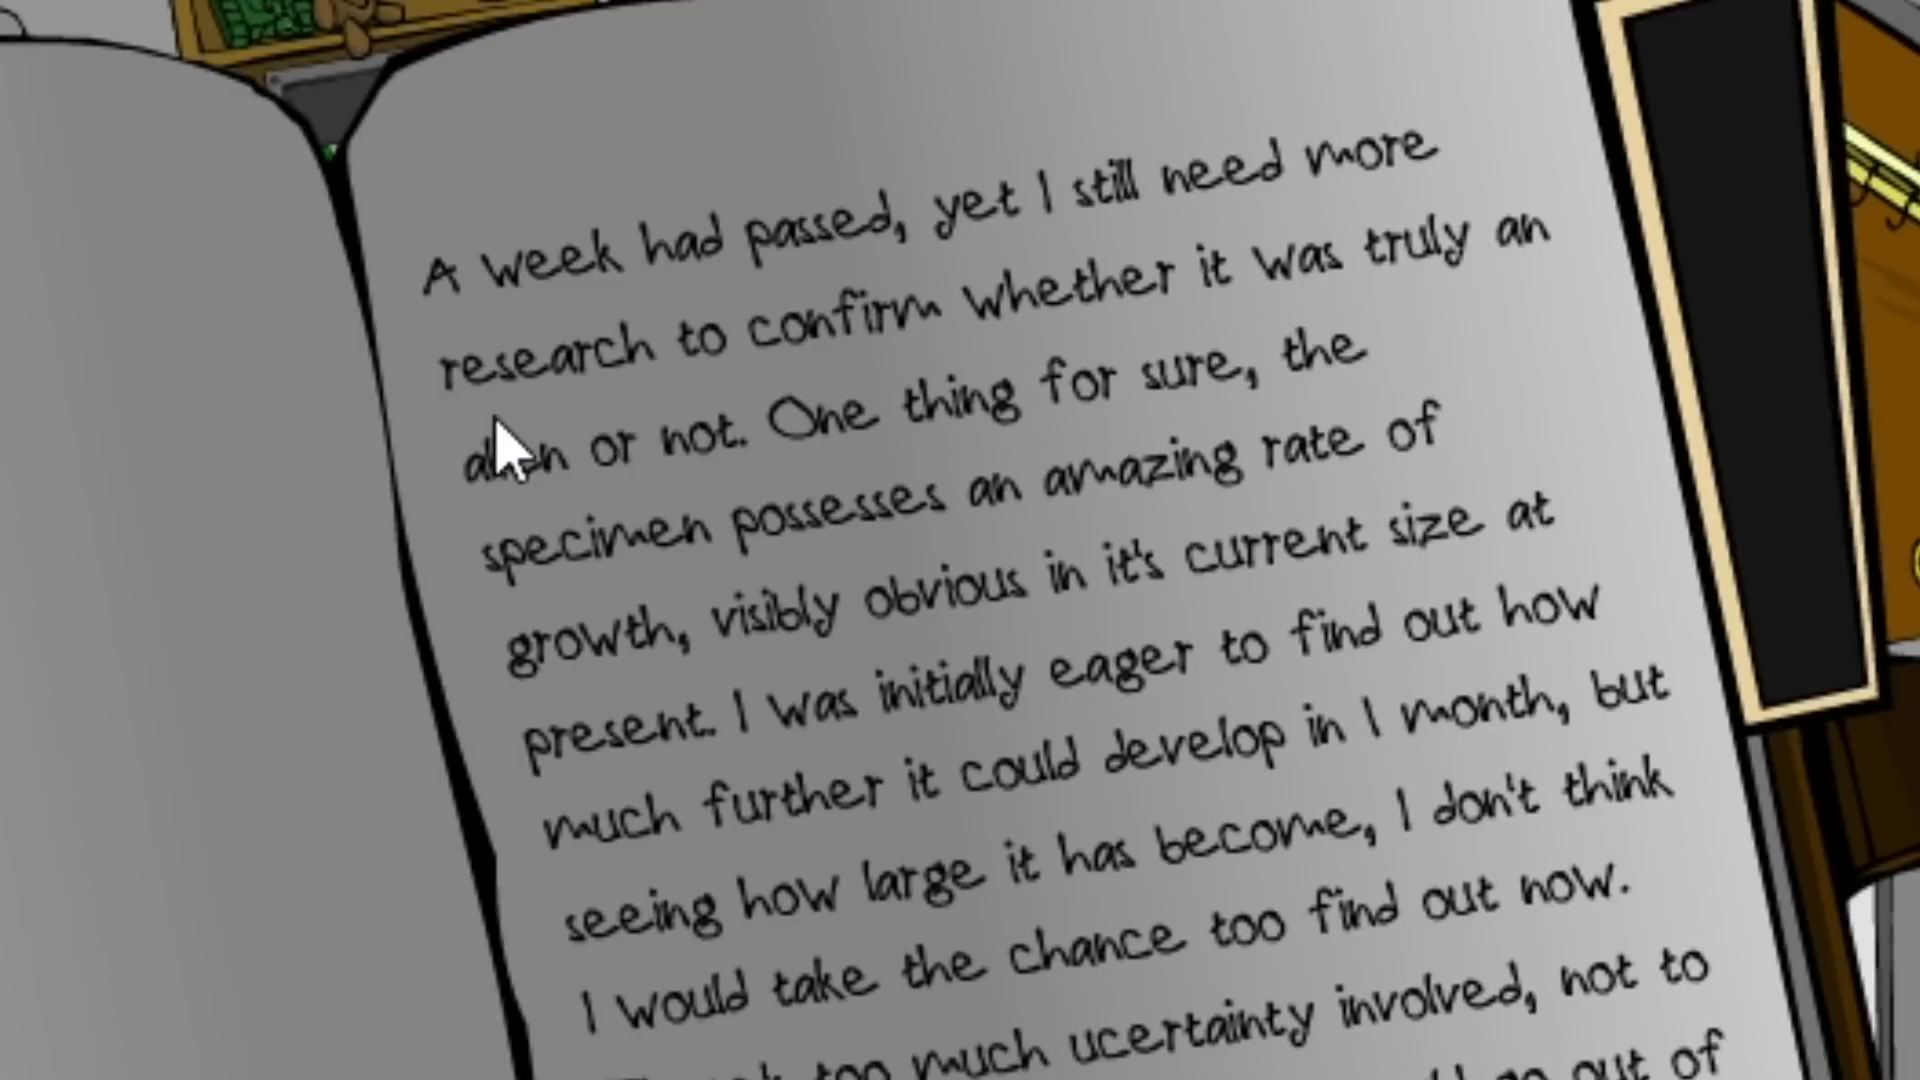 A week had passed, yet I still need more
research to confirm whether it was truly an
or not. One thing for sure, the
specimen possesses an amazing rate of
growth, visibly obvious in it's current size at
present. I was initially eager to find out how
much further it could develop in 1 month, but
seeing how large it has become, I don't think
I would take the chance too find out now.
too much ucertainty involved, not to
out of